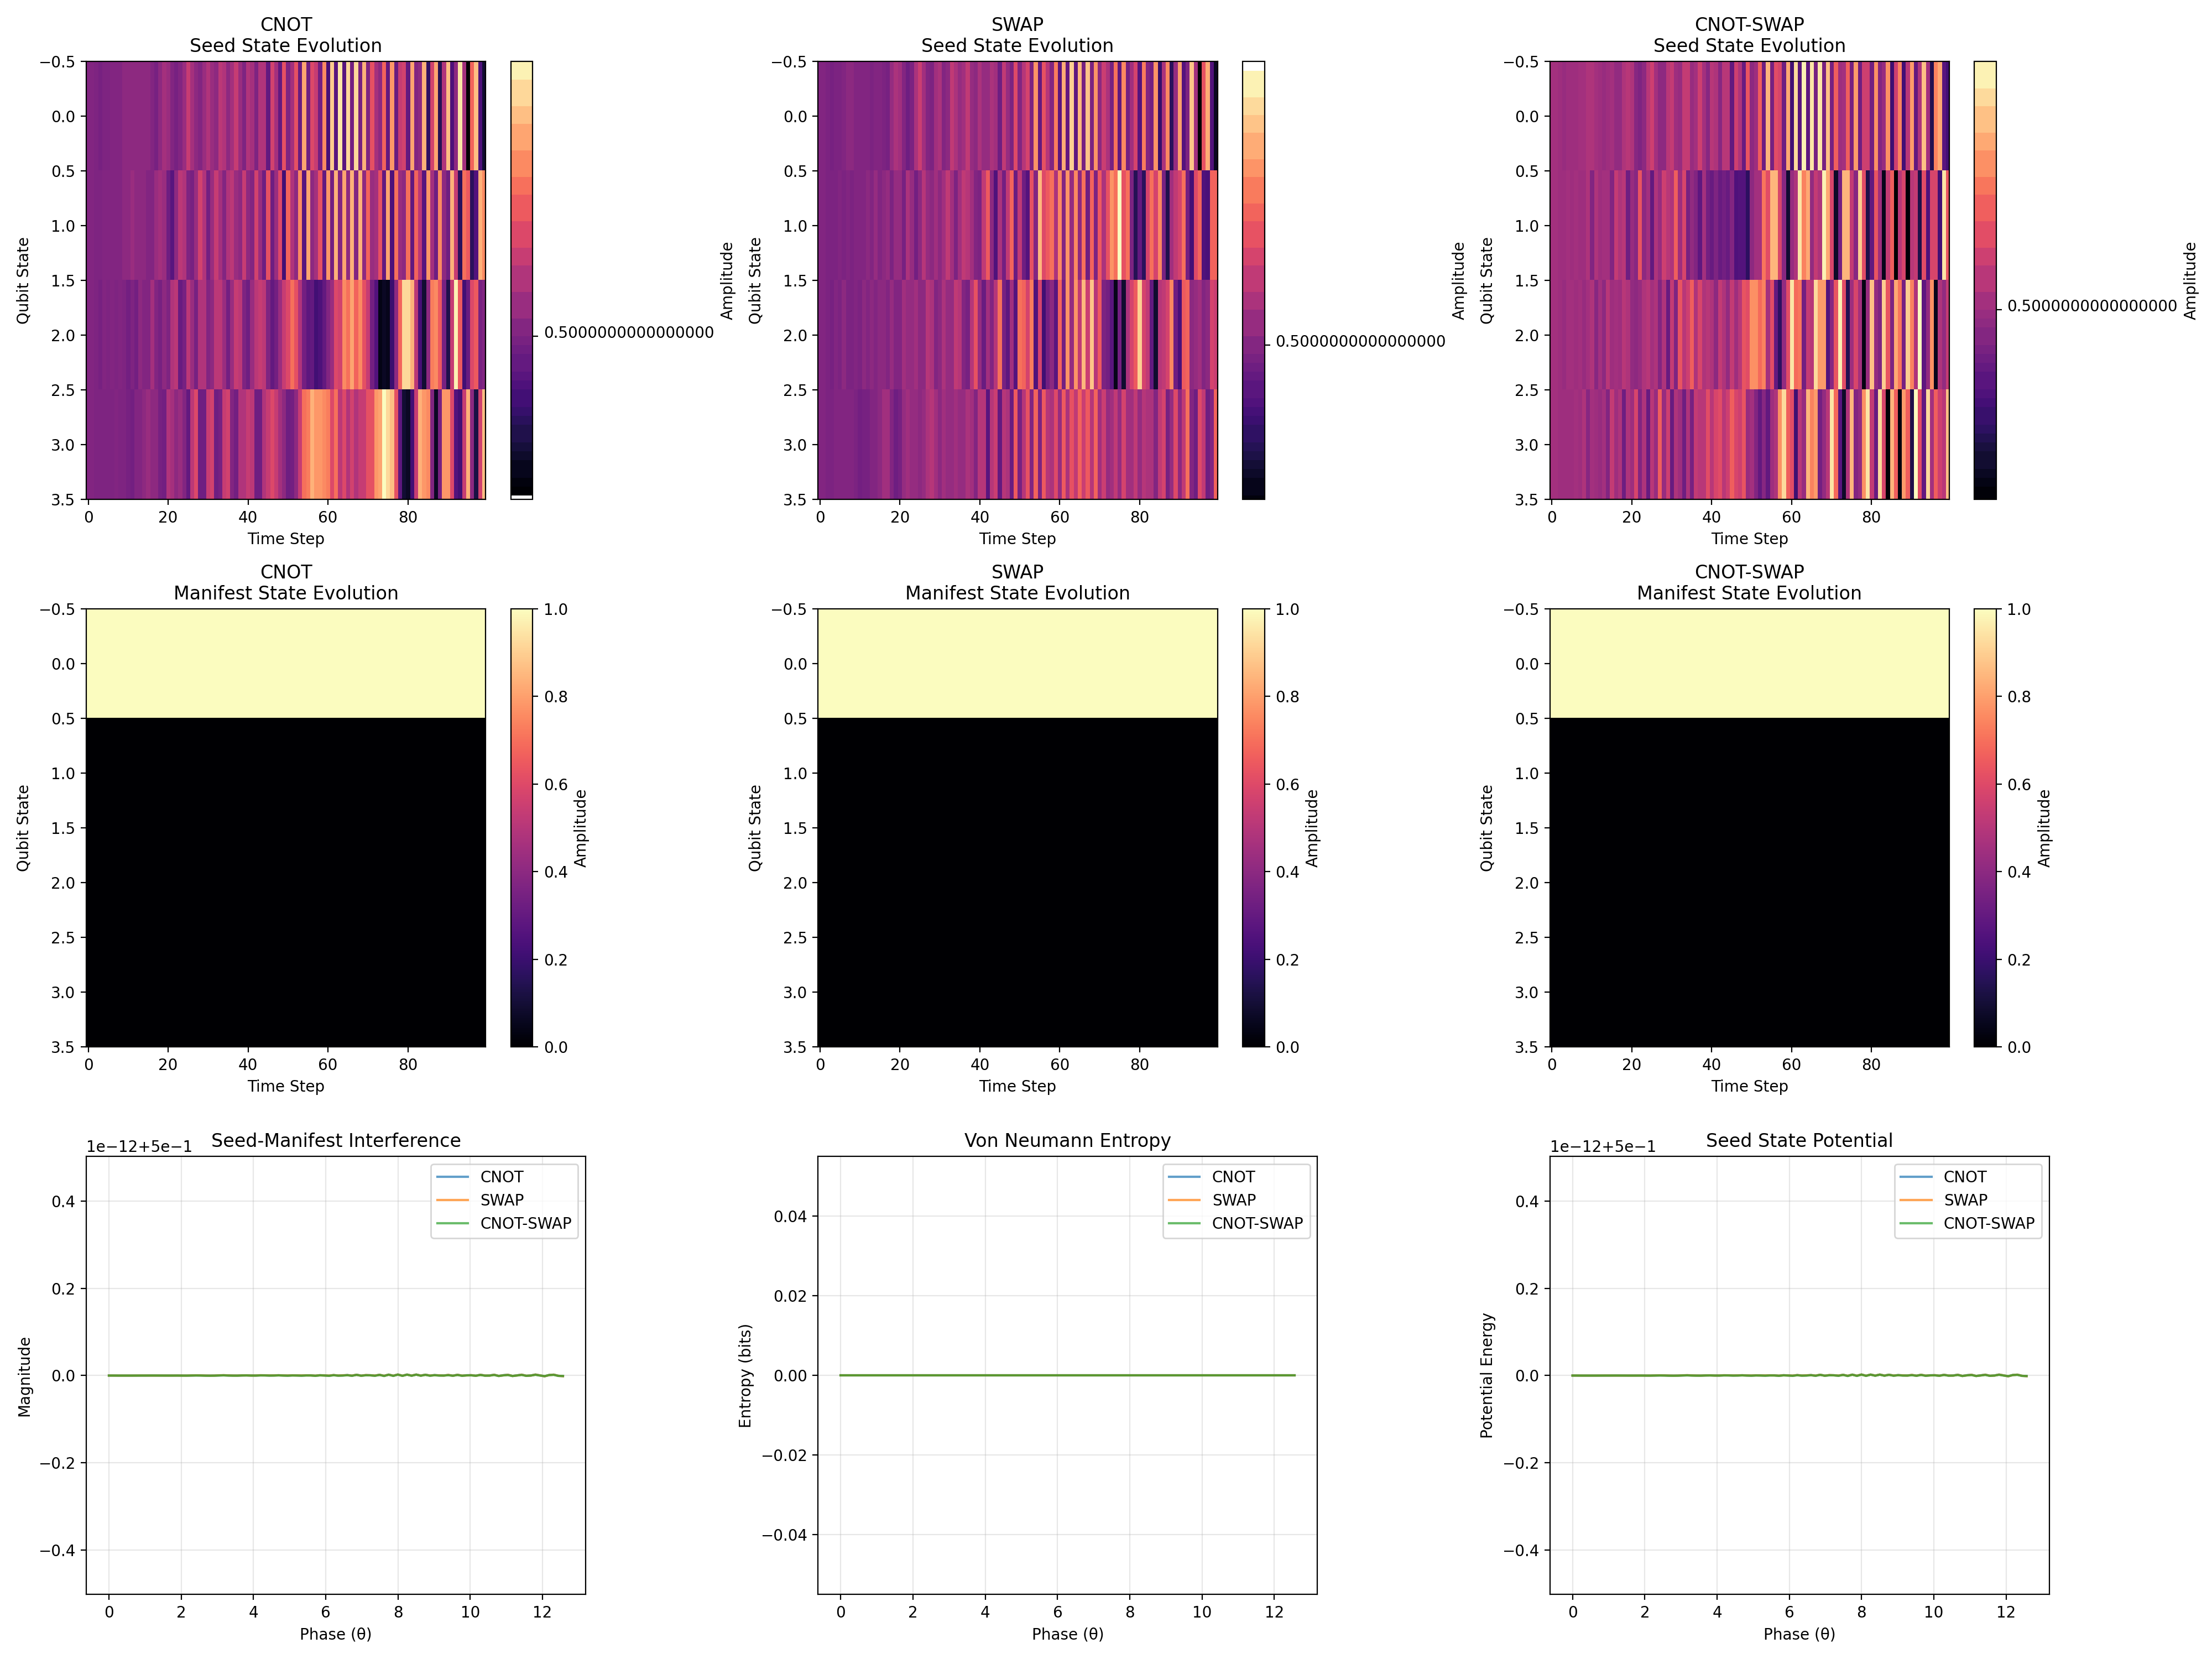 CNOT
Seed State Evolution
−0.5
0.0
0.5
1.0
1.5
2.0
2.5
3.0
3.5
Qubit State
0
20
40
60
80
Time Step
0.5000000000000000
Amplitude
SWAP
Seed State Evolution
−0.5
0.0
0.5
1.0
1.5
2.0
2.5
3.0
3.5
Qubit State
0
20
40
60
80
Time Step
0.5000000000000000
Amplitude
CNOT-SWAP
Seed State Evolution
−0.5
0.0
0.5
1.0
1.5
2.0
2.5
3.0
3.5
Qubit State
0
20
40
60
80
Time Step
0.5000000000000000
Amplitude
CNOT
Manifest State Evolution
−0.5
0.0
0.5
1.0
1.5
2.0
2.5
3.0
3.5
Qubit State
0
20
40
60
80
Time Step
1.0
0.8
0.6
0.4
0.2
0.0
Amplitude
SWAP
Manifest State Evolution
−0.5
0.0
0.5
1.0
1.5
2.0
2.5
3.0
3.5
Qubit State
0
20
40
60
80
Time Step
1.0
0.8
0.6
0.4
0.2
0.0
Amplitude
CNOT-SWAP
Manifest State Evolution
−0.5
0.0
0.5
1.0
1.5
2.0
2.5
3.0
3.5
Qubit State
0
20
40
60
80
Time Step
1.0
0.8
0.6
0.4
0.2
0.0
Amplitude
Seed-Manifest Interference
1e−12+5e−1
0.4
0.2
0.0
−0.2
−0.4
Magnitude
CNOT
SWAP
CNOT-SWAP
0
2
4
6
8
10
12
Phase (θ)
Von Neumann Entropy
0.04
0.02
0.00
−0.02
−0.04
Entropy (bits)
CNOT
SWAP
CNOT-SWAP
0
2
4
6
8
10
12
Phase (θ)
Seed State Potential
1e−12+5e−1
0.4
0.2
0.0
−0.2
−0.4
Potential Energy
CNOT
SWAP
CNOT-SWAP
0
2
4
6
8
10
12
Phase (θ)